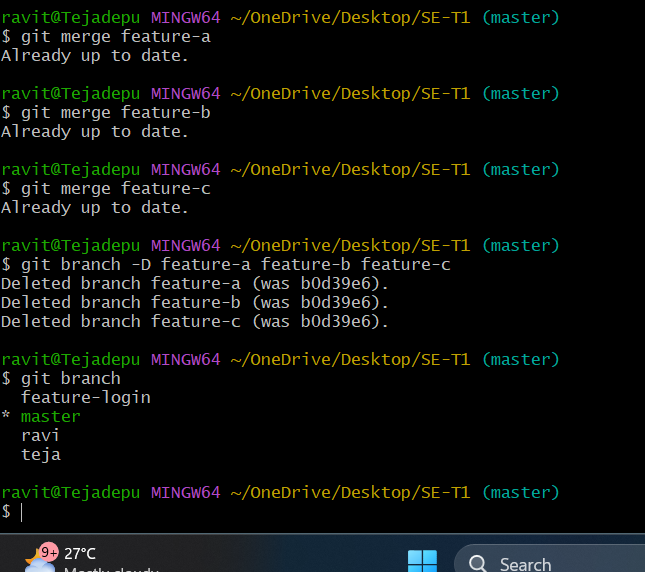 ravit@Tejadepu MINGW64 ~/OneDrive/Desktop/SE-T1 (master)
$ git merge feature-a
Already up to date.
ravit@Tejadepu MINGW64 ~/OneDrive/Desktop/SE-T1 (master)
$ git merge feature-b
Already up to date.
ravit@Tejadepu MINGW64 ~/OneDrive/Desktop/SE-T1 (master)
$ git merge feature-c
Already up to date.
ravit@Tejadepu MINGW64 ~/OneDrive/Desktop/SE-T1 (master)
$ git branch -D feature-a feature-b feature-c
Deleted branch feature-a (was b0d39e6).
Deleted branch feature-b (was b0d39e6).
Deleted branch feature-c (was b0d39e6).
ravit@Tejadepu MINGW64 ~/OneDrive/Desktop/SE-T1 (master)
$ git branch
  feature-login
* master
  ravi
  teja
ravit@Tejadepu MINGW64 ~/OneDrive/Desktop/SE-T1 (master)
$
9+ 27°C
Mostly cloudy
Search